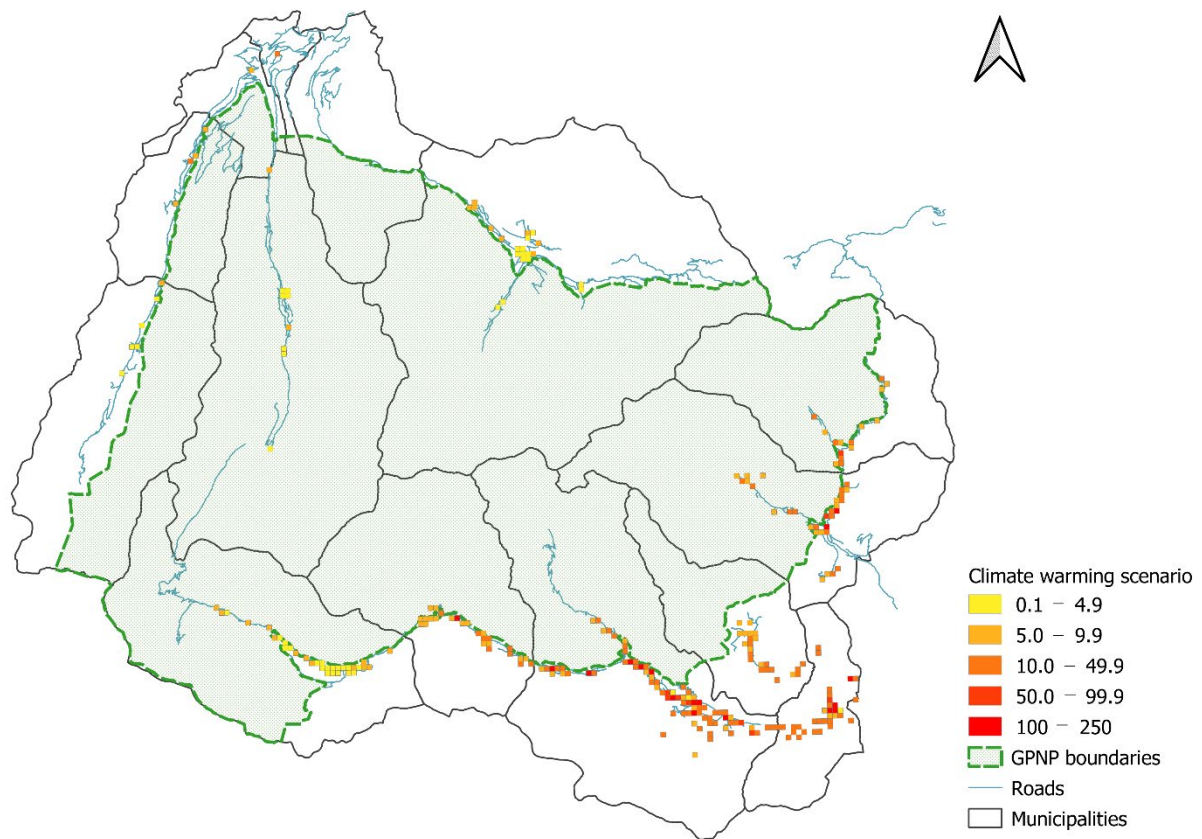 Climate warming scenario
0.1 – 4.9
5.0 – 9.9
10.0 – 49.9
50.0 – 99.9
100 – 250
GPNP boundaries
Roads
Municipalities